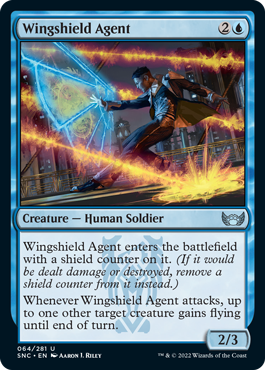 Wingshield Agent 2
Creature — Human Soldier
Wingshield Agent enters the battlefield
with a shield counter on it. (If it would
be dealt damage or destroyed, remove a
shield counter from it instead.)
Whenever Wingshield Agent attacks, up
to one other target creature gains flying
until end of turn.
2/3
064/281 U
SNC • EN AARON J. RILEY
™ & © 2022 Wizards of the Coast